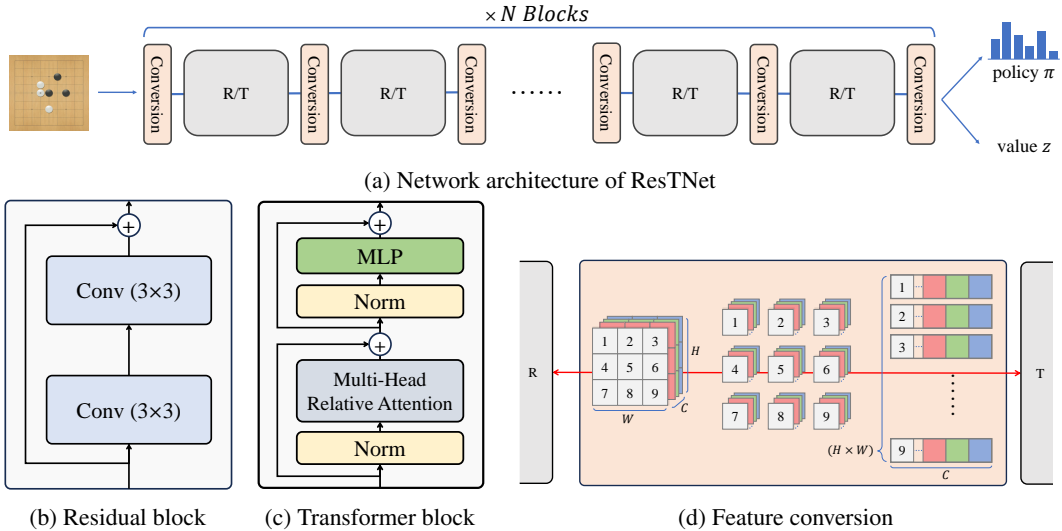 × N Blocks
Conversion
R/T
Conversion
R/T
Conversion
......
Conversion
R/T
Conversion
R/T
Conversion
policy π
value z
(a) Network architecture of ResTNet
+
Conv (3×3)
Conv (3×3)
(b) Residual block
+
MLP
Norm
+
Multi-Head
Relative Attention
Norm
(c) Transformer block
R
1 2 3
4 5 6
7 8 9
H
W
C
1 2 3
4 5 6
7 8 9
(H × W)
1
2
3
9
C
T
(d) Feature conversion